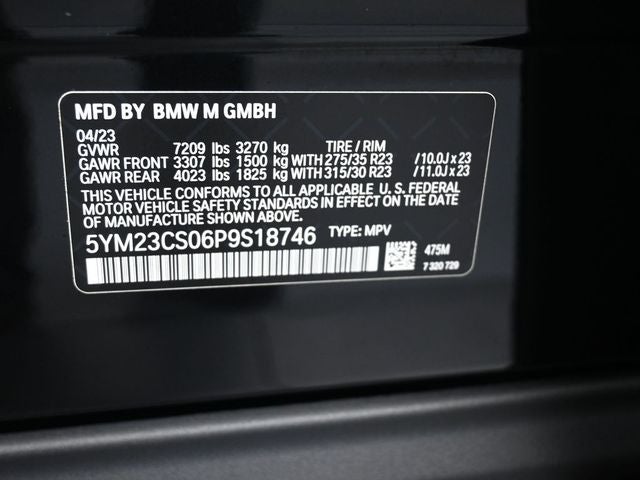 MFD BY BMW M GMBH
04/23
GVWR 7209 lbs 3270 kg TIRE / RIM
GAWR FRONT 3307 lbs 1500 kg WITH 275/35 R23 / 10.0J x 23
GAWR REAR 4023 lbs 1825 kg WITH 315/30 R23 / 11.0J x 23
THIS VEHICLE CONFORMS TO ALL APPLICABLE U. S. FEDERAL
MOTOR VEHICLE SAFETY STANDARDS IN EFFECT ON THE DATE
OF MANUFACTURE SHOWN ABOVE.
5YM23CS06P9S18746 TYPE: MPV
475M
7 320 729